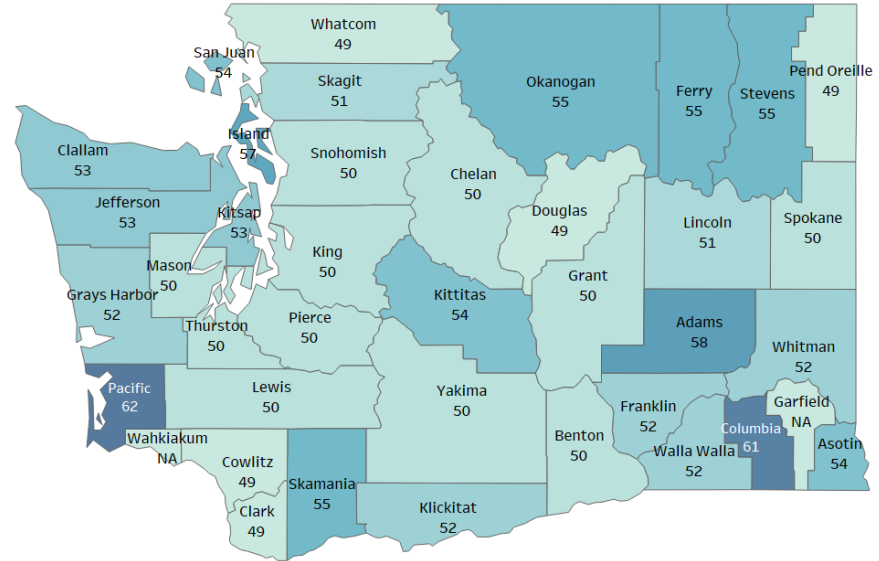 Whatcom
49
San Juan
54
Skagit
51
Okanogan
55
Ferry
55
Stevens
55
Pend Oreille
49
Island
57
Clallam
53
Snohomish
50
Chelan
50
Jefferson
53
Kitsap
53
Douglas
49
Lincoln
51
Spokane
50
King
50
Mason
50
Grant
50
Grays Harbor
52
Kittitas
54
Adams
58
Thurston
50
Pierce
50
Whitman
52
Pacific
62
Lewis
50
Yakima
50
Franklin
52
Garfield
NA
Columbia
61
Wahkiakum
NA
Benton
50
Walla Walla
52
Asotin
54
Cowlitz
49
Skamania
55
Clark
49
Klickitat
52